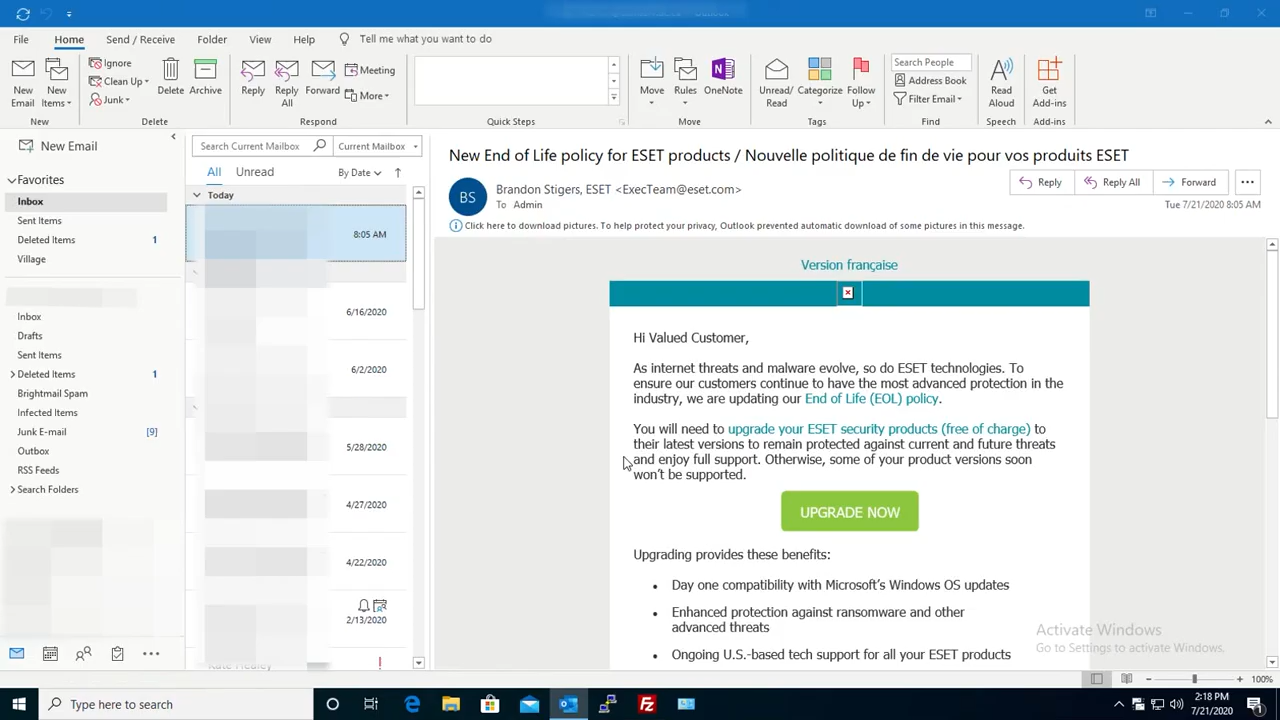 File Home Send / Receive Folder View Help Tell me what you want to do
New Email
New Items
New
Ignore
Clean Up
Junk
Delete
Archive
Delete
Reply
Reply All
Forward
Meeting
More
Respond
Quick Steps
Move
Rules
OneNote
Move
Unread/ Read
Categorize
Follow Up
Tags
Search People
Address Book
Filter Email
Find
Read Aloud
Speech
Get Add-ins
Add-ins
New Email
Favorites
Inbox
Sent Items
Deleted Items 1
Village
Inbox
Drafts
Sent Items
Deleted Items 1
Brightmail Spam
Infected Items
Junk E-mail [9]
Outbox
RSS Feeds
Search Folders
Search Current Mailbox Current Mailbox
All Unread By Date
Today
8:05 AM
6/16/2020
6/2/2020
5/28/2020
4/27/2020
4/22/2020
2/13/2020
New End of Life policy for ESET products / Nouvelle politique de fin de vie pour vos produits ESET
BS
Brandon Stigers, ESET <ExecTeam@eset.com>
To Admin
Reply Reply All Forward
Tue 7/21/2020 8:05 AM
Click here to download pictures. To help protect your privacy, Outlook prevented automatic download of some pictures in this message.
Version française
Hi Valued Customer,
As internet threats and malware evolve, so do ESET technologies. To
ensure our customers continue to have the most advanced protection in the
industry, we are updating our End of Life (EOL) policy.
You will need to upgrade your ESET security products (free of charge) to
their latest versions to remain protected against current and future threats
and enjoy full support. Otherwise, some of your product versions soon
won't be supported.
UPGRADE NOW
Upgrading provides these benefits:
• Day one compatibility with Microsoft's Windows OS updates
• Enhanced protection against ransomware and other
advanced threats
• Ongoing U.S.-based tech support for all your ESET products
Activate Windows
Go to Settings to activate Windows.
100%
Type here to search
2:18 PM
7/21/2020
1